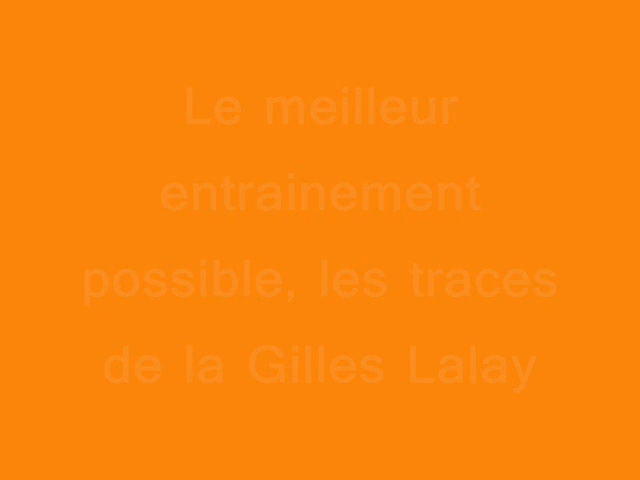 Le meilleur
entrainement
possible, les traces
de la Gilles Lalay